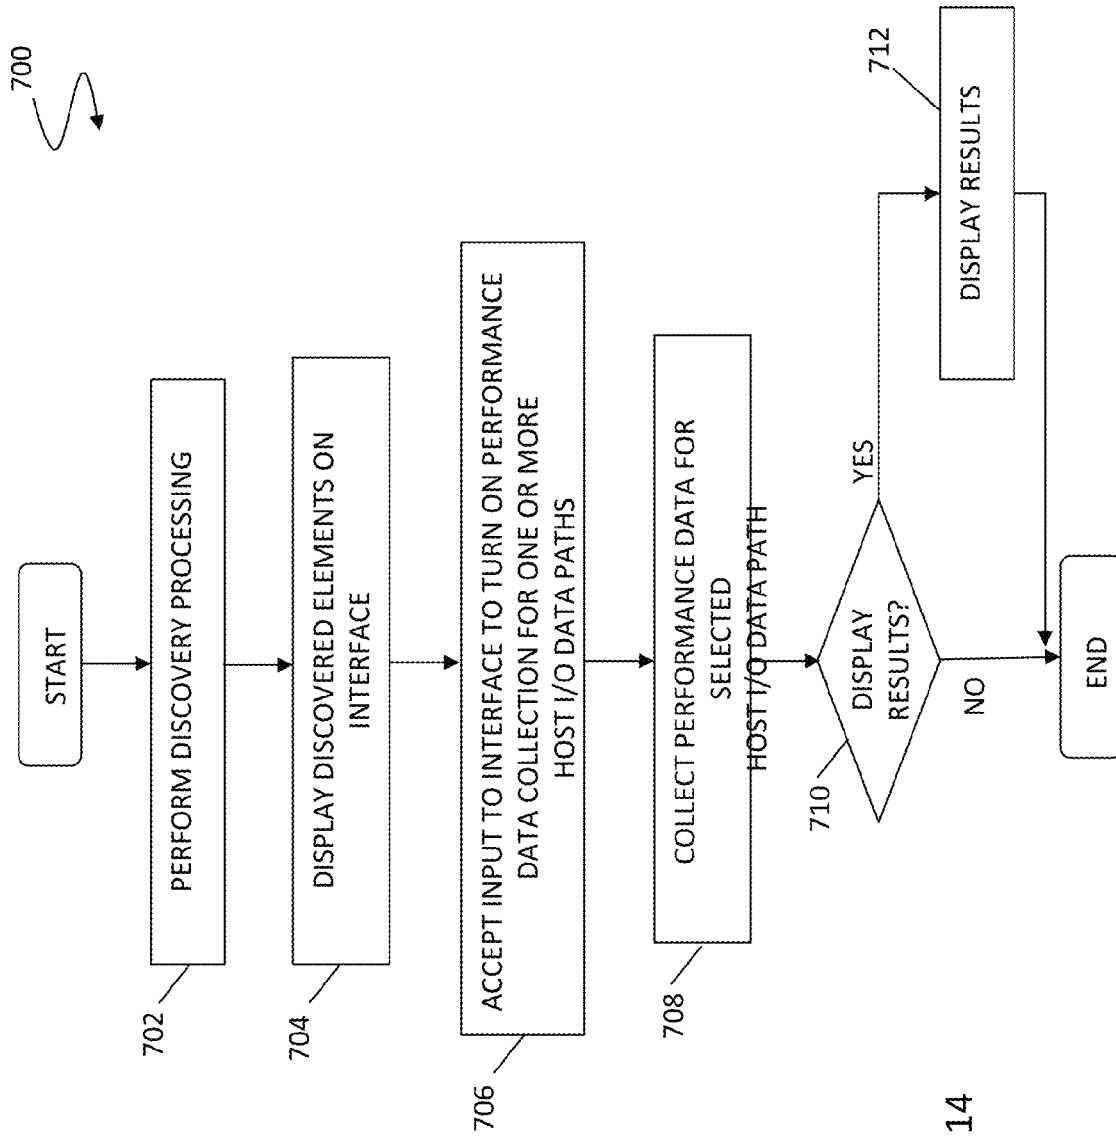 700
START
702
PERFORM DISCOVERY PROCESSING
704
DISPLAY DISCOVERED ELEMENTS ON
INTERFACE
706
ACCEPT INPUT TO INTERFACE TO TURN ON PERFORMANCE
DATA COLLECTION FOR ONE OR MORE
HOST I/O DATA PATHS
708
COLLECT PERFORMANCE DATA FOR
SELECTED
HOST I/O DATA PATH
710
DISPLAY
RESULTS?
YES
NO
712
DISPLAY RESULTS
END
14